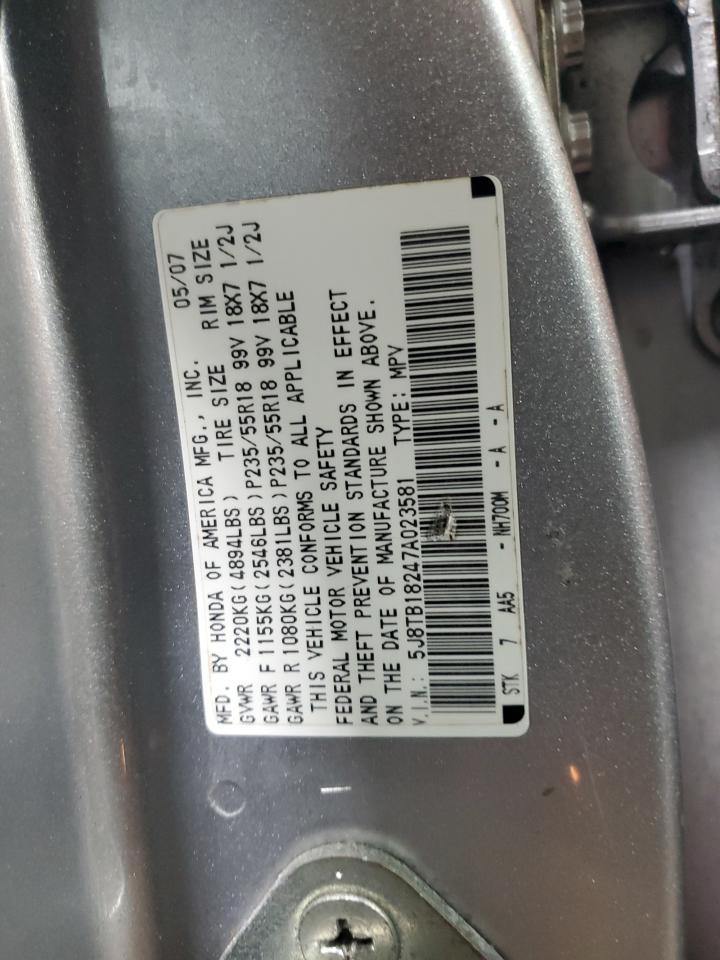 MFD. BY HONDA OF AMERICA MFG., INC. 05/07
GVWR 2220KG(4894LBS) TIRE SIZE RIM SIZE
GAWR F 1155KG(2546LBS)P235/55R18 99V 18X7 1/2J
GAWR R 1080KG(2381LBS)P235/55R18 99V 18X7 1/2J
THIS VEHICLE CONFORMS TO ALL APPLICABLE
FEDERAL MOTOR VEHICLE SAFETY
AND THEFT PREVENTION STANDARDS IN EFFECT
ON THE DATE OF MANUFACTURE SHOWN ABOVE.
V.I.N.: 5J8TB18247A023581 TYPE: MPV
STK 7 AA5 - NH700M - A - A